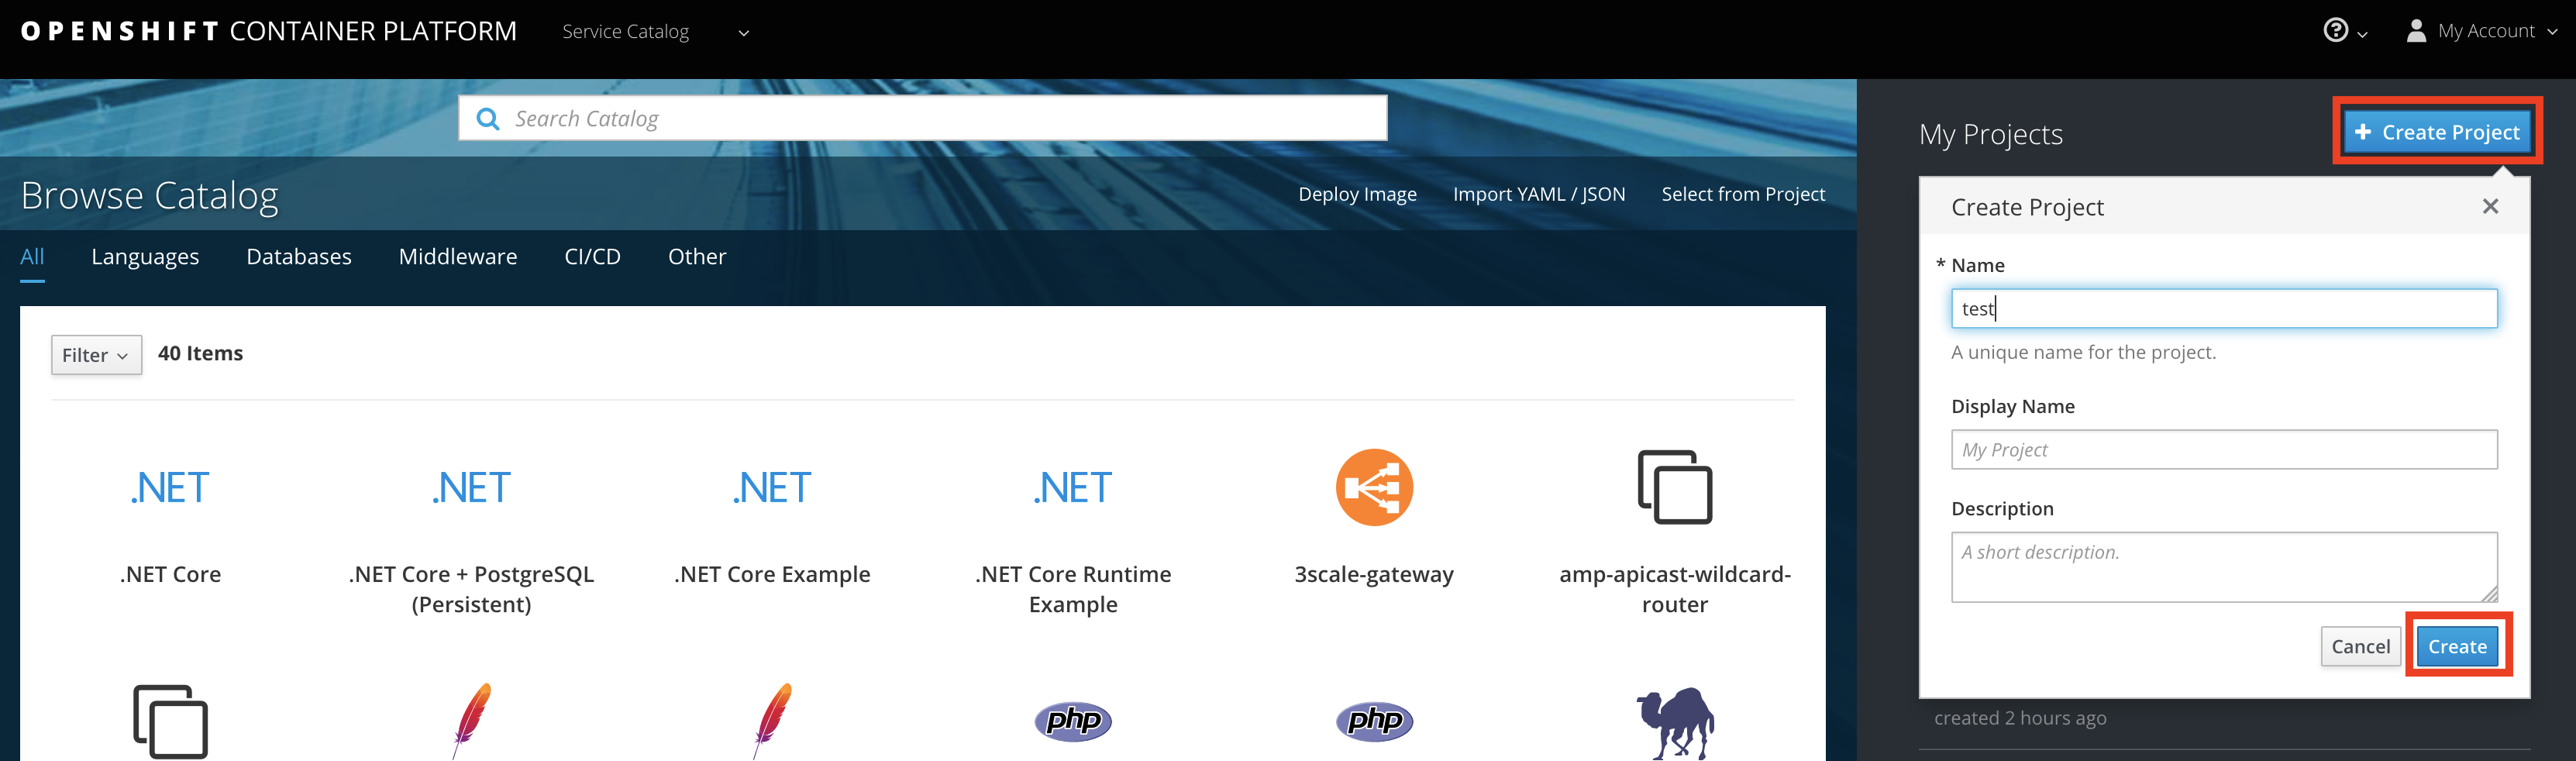 OPENSHIFT CONTAINER PLATFORM
Service Catalog
?
My Account
Search Catalog
Browse Catalog
Deploy Image
Import YAML / JSON
Select from Project
All
Languages
Databases
Middleware
CI/CD
Other
Filter
40 Items
.NET
.NET Core
.NET
.NET Core + PostgreSQL
(Persistent)
.NET
.NET Core Example
.NET
.NET Core Runtime
Example
3scale-gateway
amp-apicast-wildcard-
router
php
php
My Projects
+ Create Project
Create Project
×
* Name
test
A unique name for the project.
Display Name
My Project
Description
A short description.
Cancel
Create
created 2 hours ago